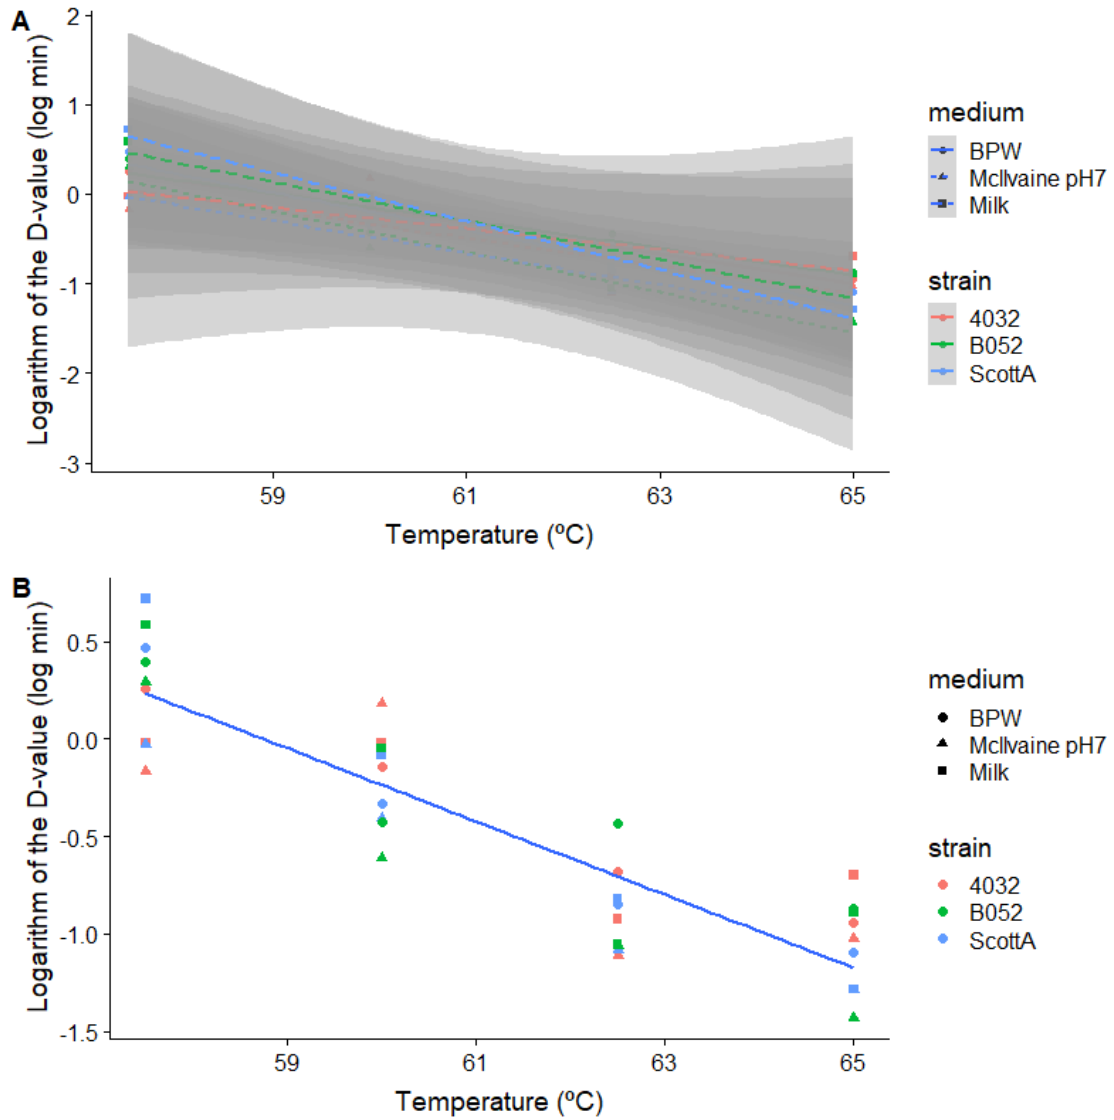 A
Logarithm of the D-value (log min)
2
1
0
-1
-2
-3
59
61
63
65
Temperature (ºC)
medium
BPW
McIlvaine pH7
Milk
strain
4032
B052
ScottA
B
Logarithm of the D-value (log min)
0.5
0.0
-0.5
-1.0
-1.5
59
61
63
65
Temperature (ºC)
medium
BPW
McIlvaine pH7
Milk
strain
4032
B052
ScottA